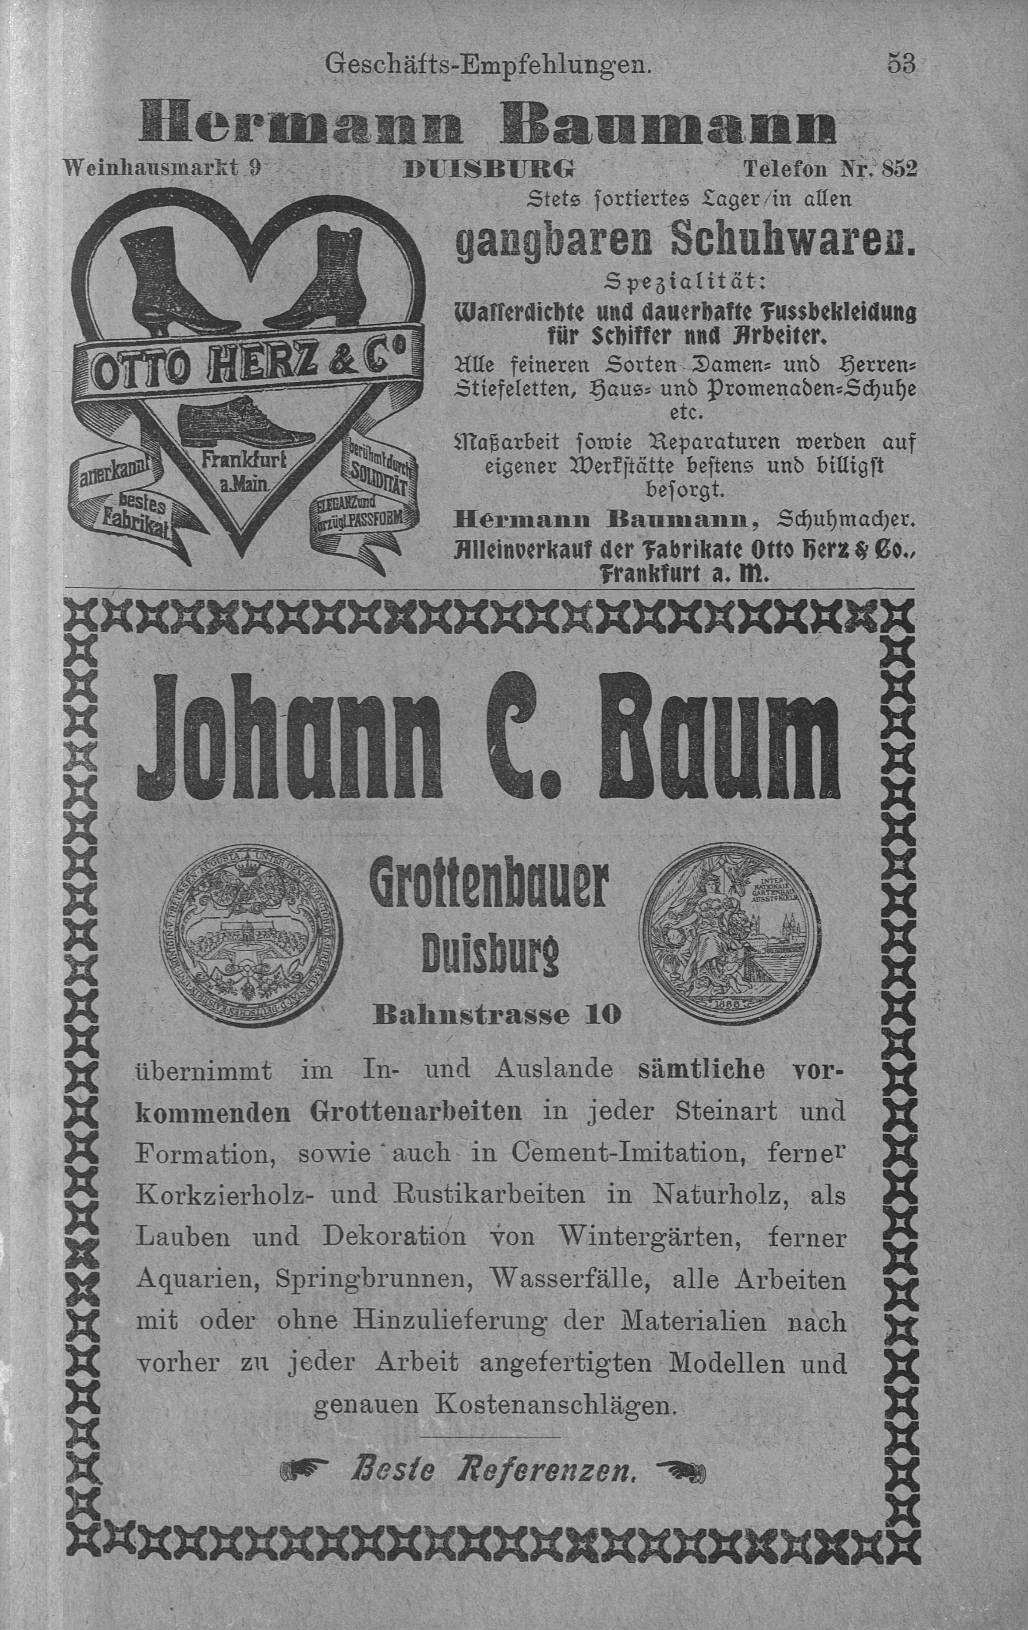 Geschäfts-Empfehlungen. 53
Hermann Baumann
Weinhausmarkt 9 DUISBURG Telefon Nr. 852
OTTO HERZ & Co
Frankfurt
a. Main
anerkannt
bestes
Fabrikat
berühmt durch
SOLIDITÄT
ELEGANZ und
PASSFORM
Stets sortiertes Lager in allen
gangbaren Schuhwaren.
Spezialität:
Wasserdichte und dauerhafte Fussbekleidung
für Schiffer nnd Arbeiter.
Alle feineren Sorten Damen- und Herren-
Stiefeletten, Haus- und Promenaden-Schuhe
etc.
Maßarbeit sowie Reparaturen werden auf
eigener Werkstätte bestens und billigst
besorgt.
Hermann Baumann, Schuhmacher.
Alleinverkauf der Fabrikate Otto Herz & Co.,
Frankfurt a. M.
Johann C. Baum
Grottenbauer
Duisburg
Bahnstrasse 10
INTER
NATIONALE
GARTENBAU
1888
übernimmt im In- und Auslande sämtliche vor-
kommenden Grottenarbeiten in jeder Steinart und
Formation, sowie auch in Cement-Imitation, ferner
Korkzierholz- und Rustikarbeiten in Naturholz, als
Lauben und Dekoration von Wintergärten, ferner
Aquarien, Springbrunnen, Wasserfälle, alle Arbeiten
mit oder ohne Hinzulieferung der Materialien nach
vorher zu jeder Arbeit angefertigten Modellen und
genauen Kostenanschlägen.
Beste Referenzen.